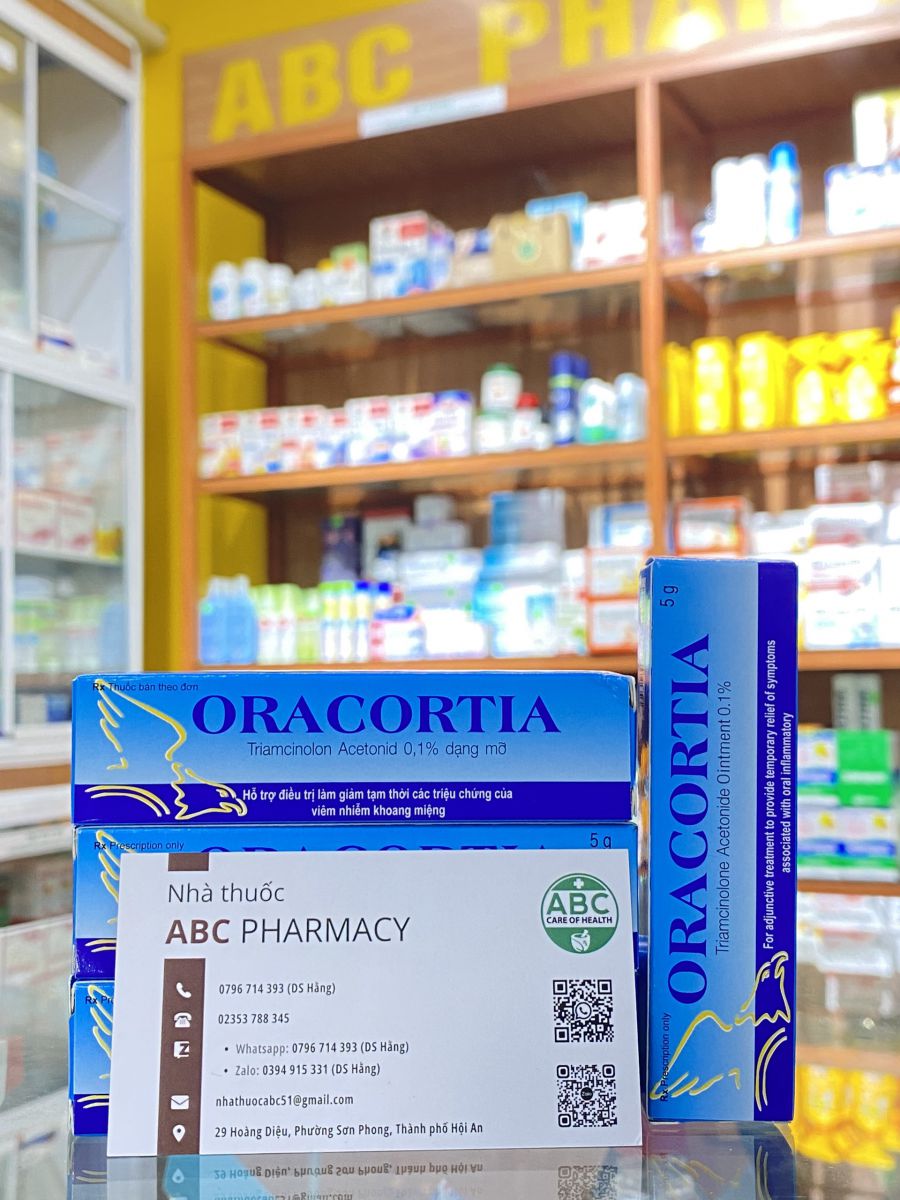 ABC PHA
Rx Thuốc bán theo đơn
ORACORTIA
Triamcinolon Acetonid 0,1% dạng mỡ
Hỗ trợ điều trị làm giảm tạm thời các triệu chứng của
viêm nhiễm khoang miệng
Rx Prescription only
ORACORTIA
5 g
Rx Pr
Nhà thuốc
ABC PHARMACY
ABC
CARE OF HEALTH
0796 714 393 (DS Hằng)
02353 788 345
• Whatsapp: 0796 714 393 (DS Hằng)
• Zalo: 0394 915 331 (DS Hằng)
nhathuocabc51@gmail.com
29 Hoàng Diệu, Phường Sơn Phong, Thành phố Hội An
Rx Prescription only
ORACORTIA
5 g
Triamcinolone Acetonide Ointment 0.1%
For adjunctive treatment to provide temporary relief of symptoms
associated with oral inflammatory